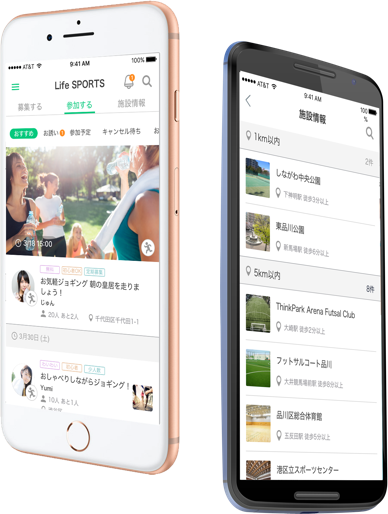 AT&T
9:41 AM
100%
Life SPORTS
1
募集する
参加する
施設情報
おすすめ
お誘い
参加予定
キャンセル待ち
お
3/18 15:00
お気軽ジョギング 朝の皇居を走りま
しょう！
じゅん
20人 あと2人
千代田区千代田1-1
3月30日 (土)
おしゃべりしながらジョギング！
Yumi
10人 あと1人
渋谷
AT&T
9:41 AM
100
%
施設情報
1km以内
2件
しながわ中央公園
下神明駅 徒歩3分以上
東品川公園
新馬場駅 徒歩6分以上
5km以内
8件
ThinkPark Arena Futsal Club
大崎駅 徒歩2分以上
フットサルコート品川
大井競馬場前駅 徒歩8分以上
品川区総合体育館
五反田駅 徒歩5分以上
港区立スポーツセンター